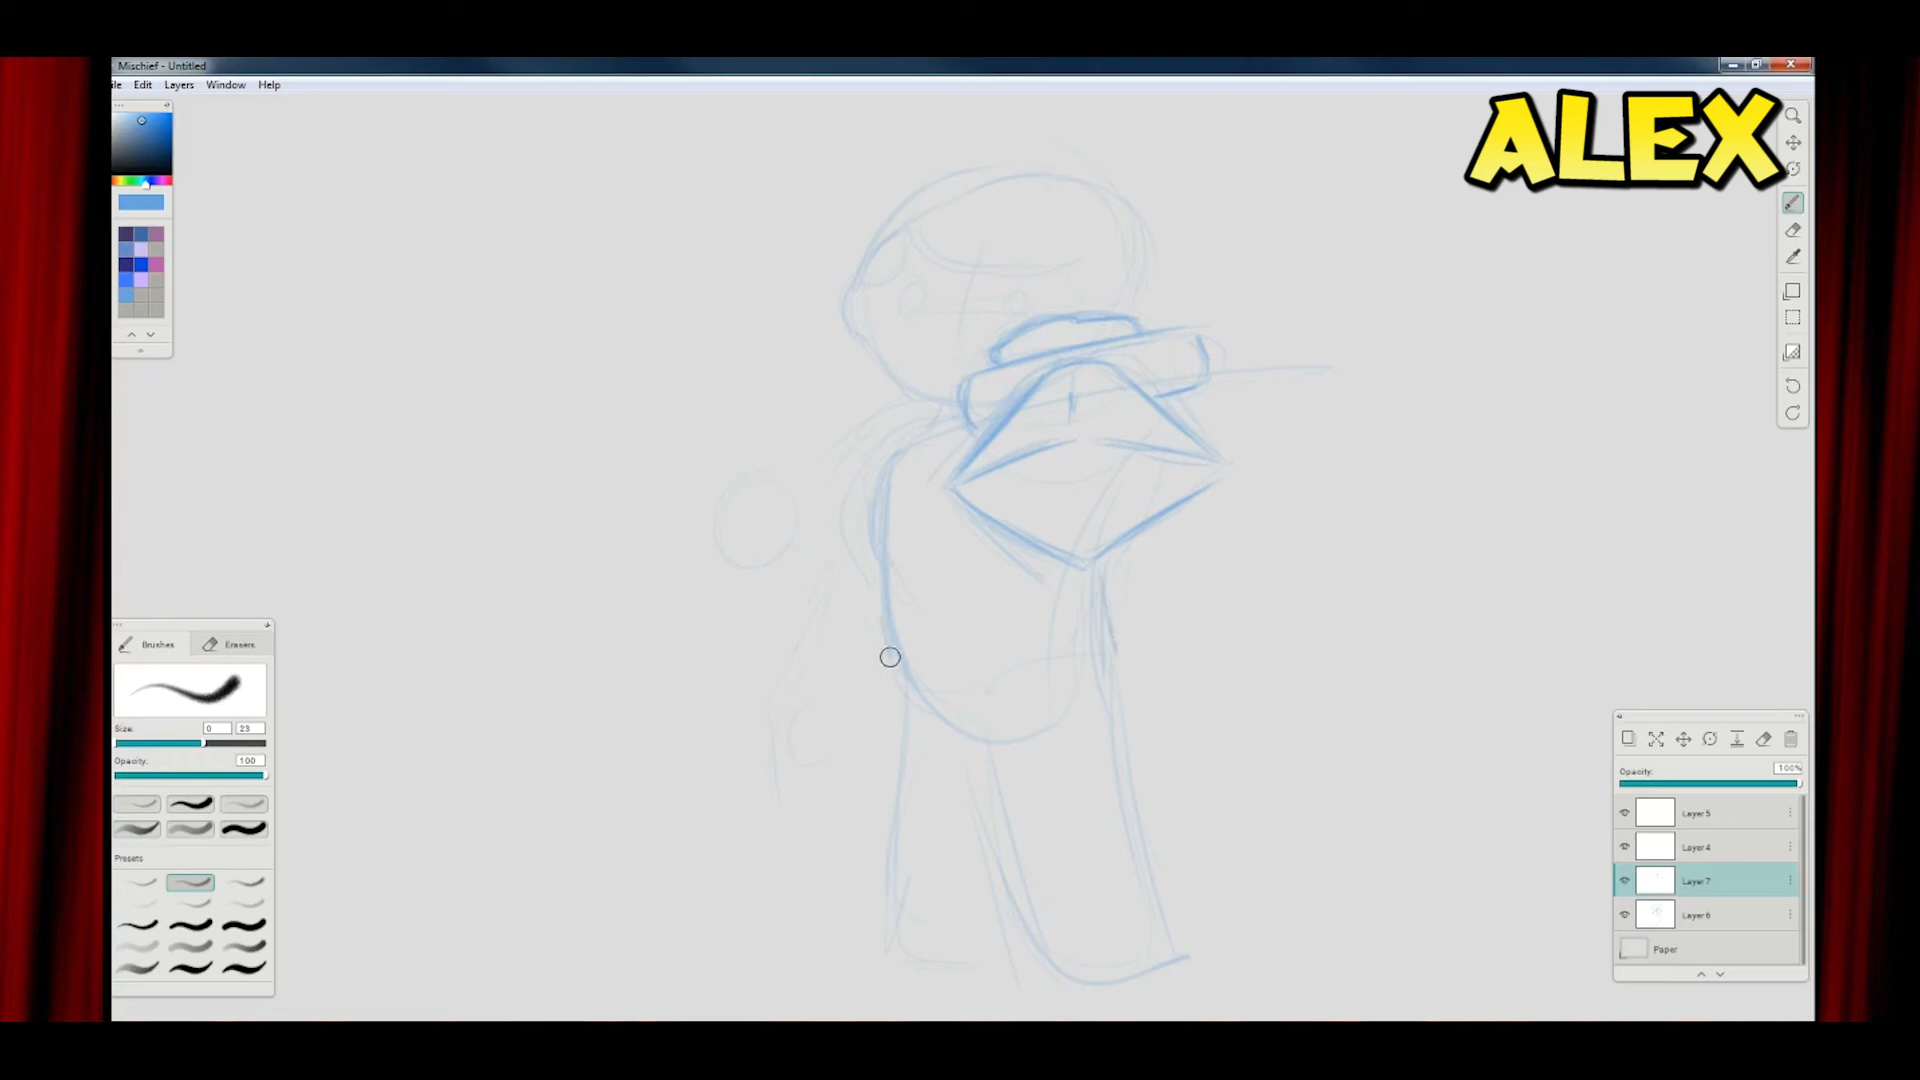 Mischief - Untitled
ile Edit Layers Window Help
ALEX
Brushes Erasers
Size: 0 23
Opacity: 100
Presets
Opacity: 100%
Layer 5
Layer 4
Layer 7
Layer 6
Paper